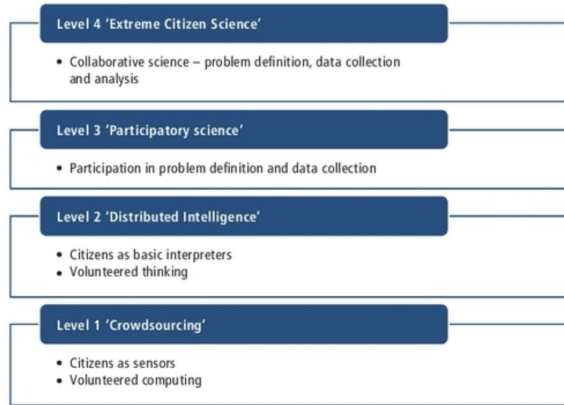 Level 4 ‘Extreme Citizen Science’
• Collaborative science – problem definition, data collection
and analysis
Level 3 ‘Participatory science’
• Participation in problem definition and data collection
Level 2 ‘Distributed Intelligence’
• Citizens as basic interpreters
• Volunteered thinking
Level 1 ‘Crowdsourcing’
• Citizens as sensors
• Volunteered computing